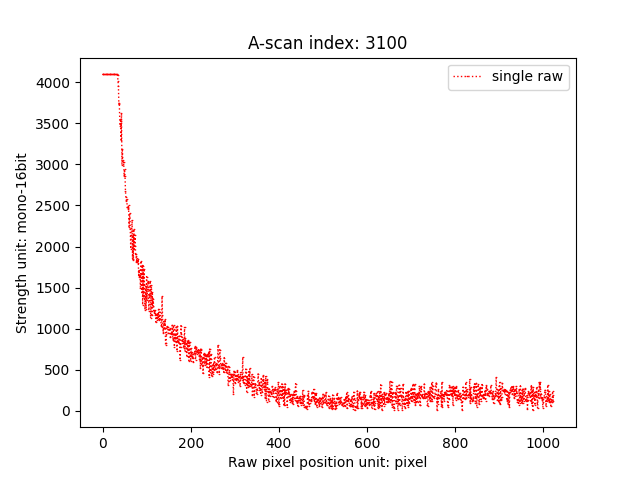 A-scan index: 3100
single raw
Strength unit: mono-16bit
4000
3500
3000
2500
2000
1500
1000
500
0
0 200 400 600 800 1000
Raw pixel position unit: pixel